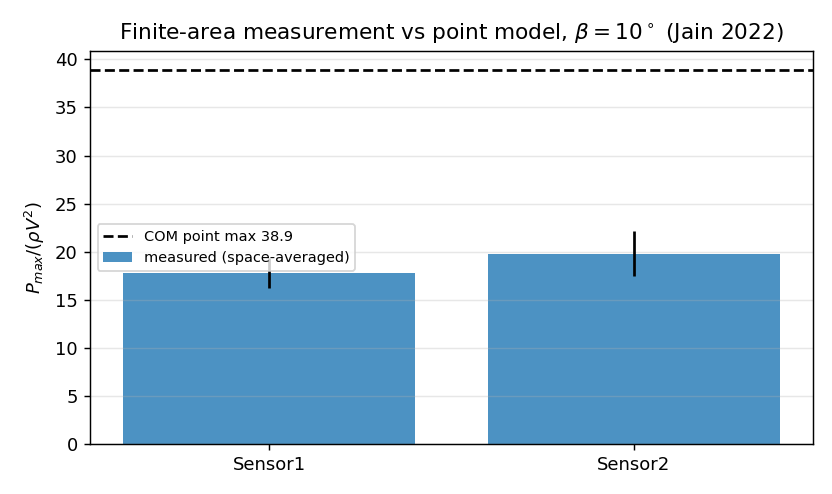 Finite-area measurement vs point model, β = 10° (Jain 2022)
P_max/(ρV²)
40
35
30
25
20
15
10
5
0
COM point max 38.9
measured (space-averaged)
Sensor1
Sensor2